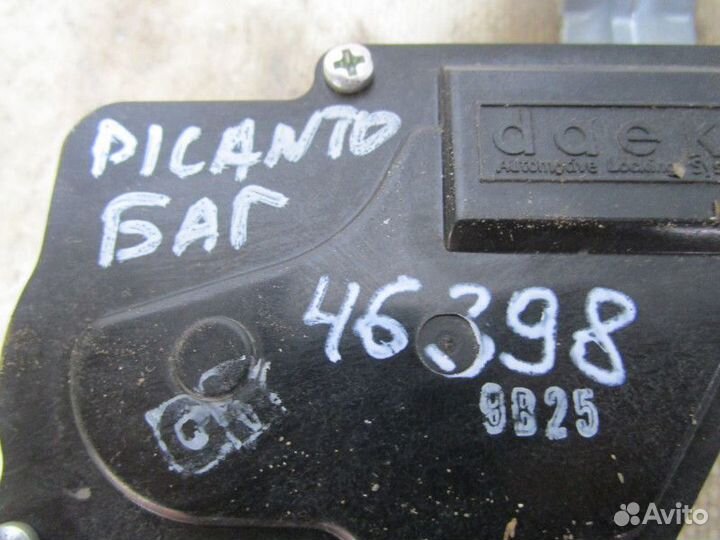 PICANTO
БАГ
daek
Automotive Locking Sys
46.398
9B25
Avito